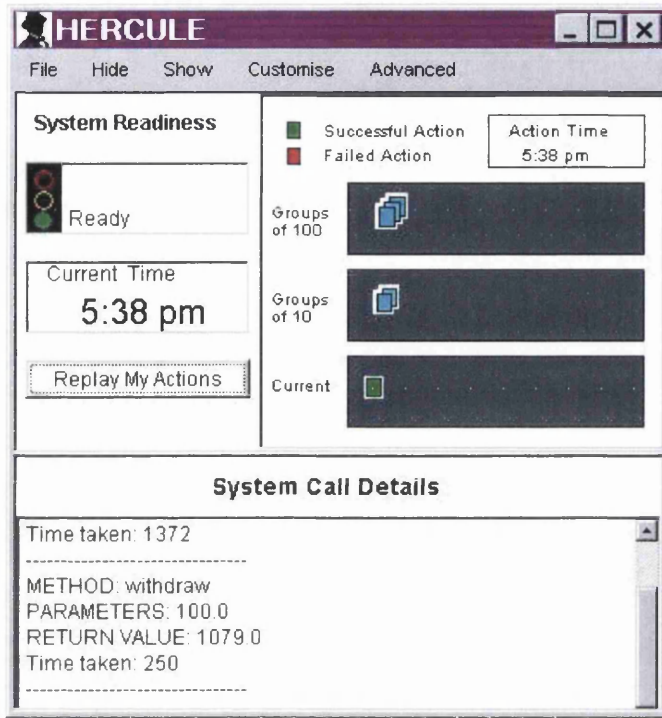 HERCULE
File Hide Show Customise Advanced
System Readiness
Ready
Current Time
5:38 pm
Replay My Actions
Successful Action
Failed Action
Action Time
5:38 pm
Groups
of 100
Groups
of 10
Current
System Call Details
Time taken: 1372
------------------------------
METHOD: withdraw
PARAMETERS: 100.0
RETURN VALUE: 1079.0
Time taken: 250
------------------------------